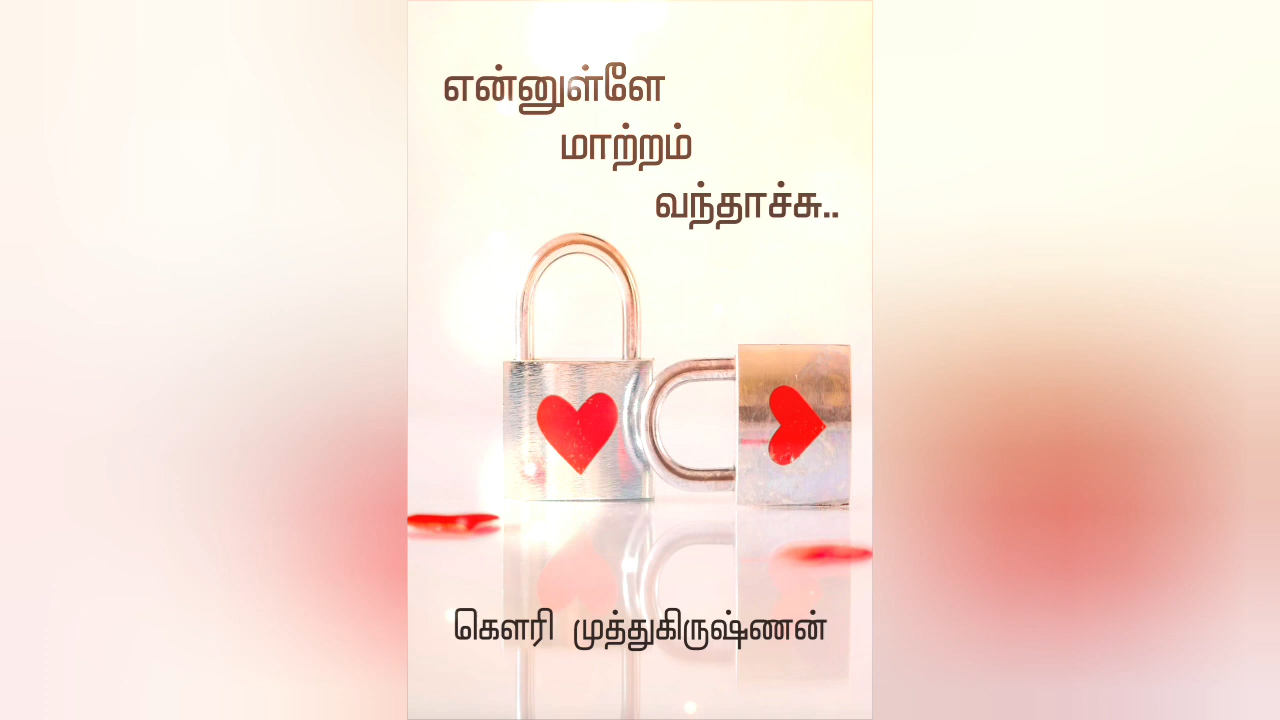 என்னுள்ளே
மாற்றம்
வந்தாச்சு..
கௌரி முத்துகிருஷ்ணன்